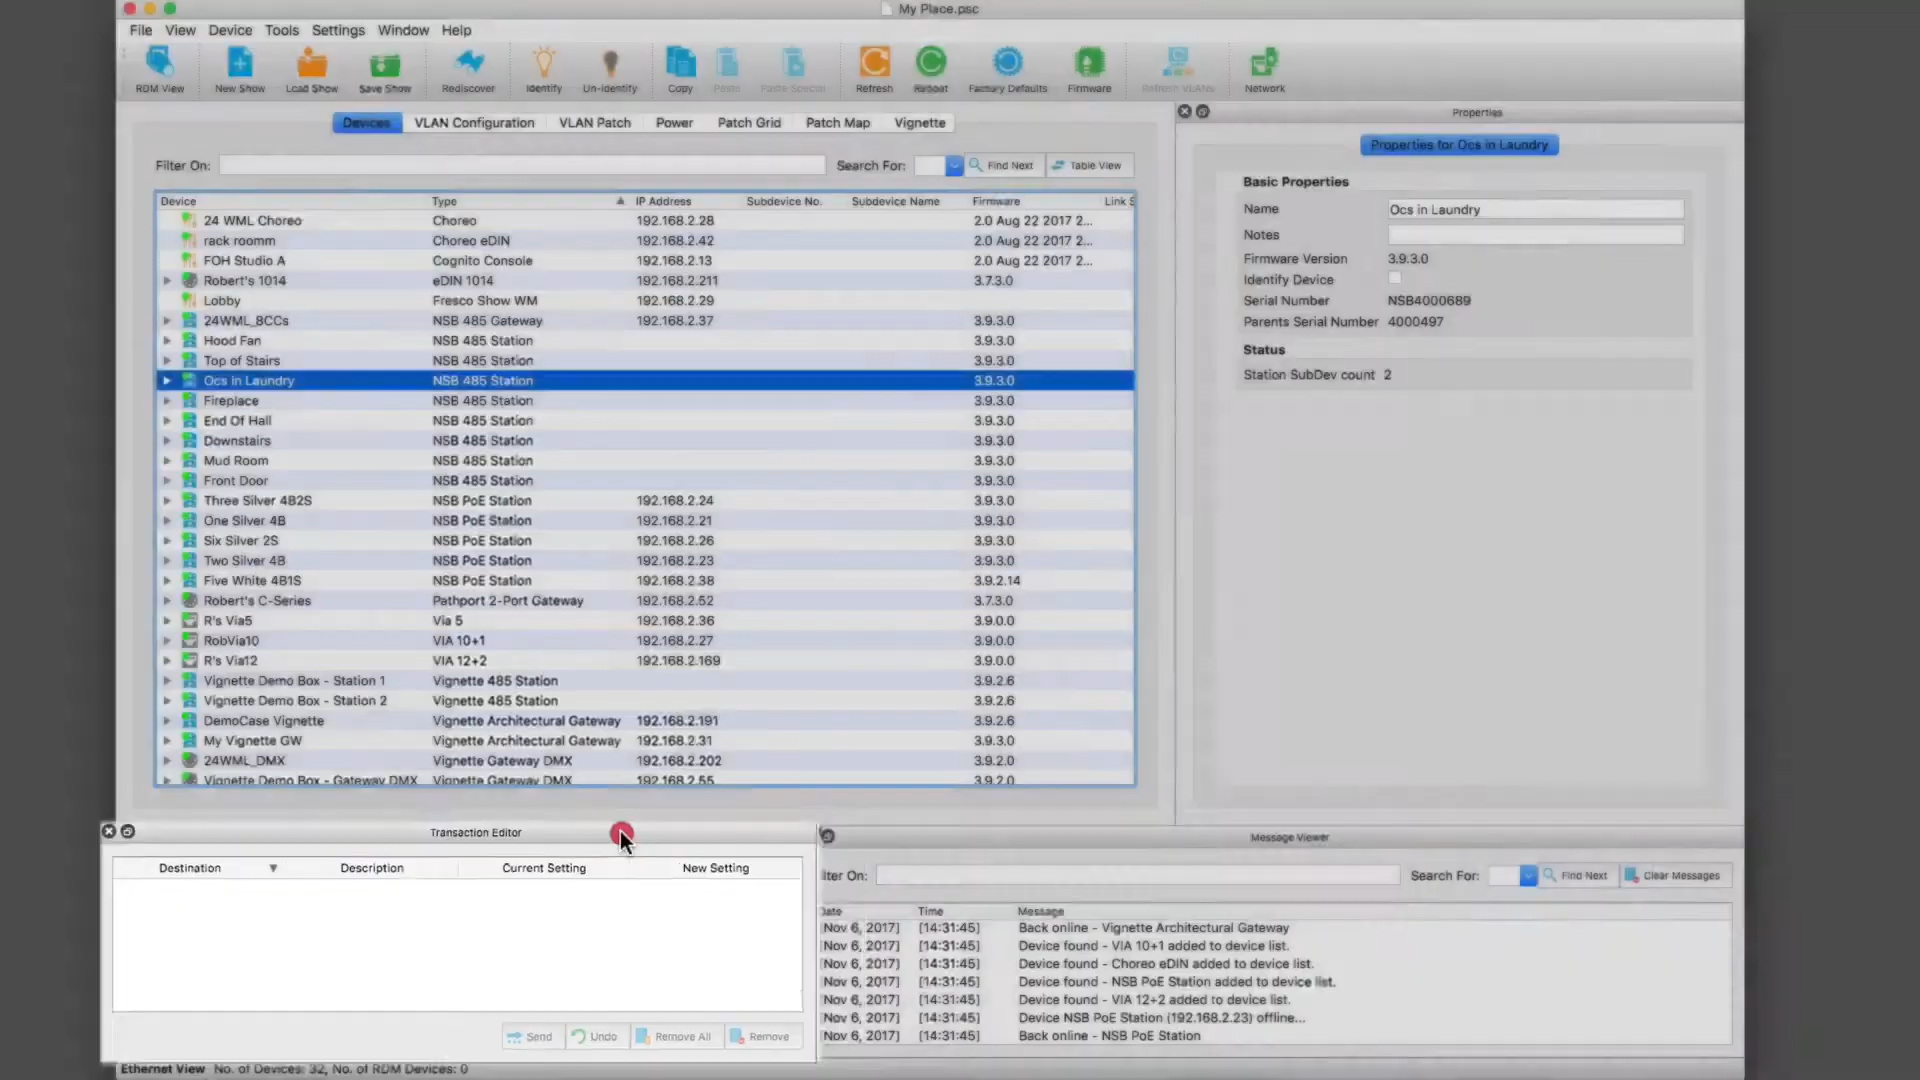 My Place.psc
File View Device Tools Settings Window Help
RDM View New Show Load Show Save Show Rediscover Identify Un-identify Copy Paste Paste Special Refresh Reboot Factory Defaults Firmware Refresh VLANs Network
Devices VLAN Configuration VLAN Patch Power Patch Grid Patch Map Vignette
Filter On: Search For: Find Next Table View
Device Type IP Address Subdevice No. Subdevice Name Firmware Link S
24 WML Choreo Choreo 192.168.2.28 2.0 Aug 22 2017 2...
rack roomm Choreo eDIN 192.168.2.42 2.0 Aug 22 2017 2...
FOH Studio A Cognito Console 192.168.2.13 2.0 Aug 22 2017 2...
Robert's 1014 eDIN 1014 192.168.2.211 3.7.3.0
Lobby Fresco Show WM 192.168.2.29
24WML_8CCs NSB 485 Gateway 192.168.2.37 3.9.3.0
Hood Fan NSB 485 Station 3.9.3.0
Top of Stairs NSB 485 Station 3.9.3.0
Ocs in Laundry NSB 485 Station 3.9.3.0
Fireplace NSB 485 Station 3.9.3.0
End Of Hall NSB 485 Station 3.9.3.0
Downstairs NSB 485 Station 3.9.3.0
Mud Room NSB 485 Station 3.9.3.0
Front Door NSB 485 Station 3.9.3.0
Three Silver 4B2S NSB PoE Station 192.168.2.24 3.9.3.0
One Silver 4B NSB PoE Station 192.168.2.21 3.9.3.0
Six Silver 2S NSB PoE Station 192.168.2.26 3.9.3.0
Two Silver 4B NSB PoE Station 192.168.2.23 3.9.3.0
Five White 4B1S NSB PoE Station 192.168.2.38 3.9.2.14
Robert's C-Series Pathport 2-Port Gateway 192.168.2.52 3.7.3.0
R's Via5 Via 5 192.168.2.36 3.9.0.0
RobVia10 VIA 10+1 192.168.2.27 3.9.0.0
R's Via12 VIA 12+2 192.168.2.169 3.9.0.0
Vignette Demo Box - Station 1 Vignette 485 Station 3.9.2.6
Vignette Demo Box - Station 2 Vignette 485 Station 3.9.2.6
DemoCase Vignette Vignette Architectural Gateway 192.168.2.191 3.9.2.6
My Vignette GW Vignette Architectural Gateway 192.168.2.31 3.9.3.0
24WML_DMX Vignette Gateway DMX 192.168.2.202 3.9.2.0
Vignette Demo Box - Gateway DMX Vignette Gateway DMX 192.168.2.55 3.9.2.0
Properties
Properties for Ocs in Laundry
Basic Properties
Name Ocs in Laundry
Notes
Firmware Version 3.9.3.0
Identify Device
Serial Number NSB4000689
Parents Serial Number 4000497
Status
Station SubDev count 2
Transaction Editor
Destination Description Current Setting New Setting
Send Undo Remove All Remove
Message Viewer
lter On: Search For: Find Next Clear Messages
Date Time Message
[Nov 6, 2017] [14:31:45] Back online - Vignette Architectural Gateway
[Nov 6, 2017] [14:31:45] Device found - VIA 10+1 added to device list.
[Nov 6, 2017] [14:31:45] Device found - Choreo eDIN added to device list.
[Nov 6, 2017] [14:31:45] Device found - NSB PoE Station added to device list.
[Nov 6, 2017] [14:31:45] Device found - VIA 12+2 added to device list.
[Nov 6, 2017] [14:31:45] Device NSB PoE Station (192.168.2.23) offline...
[Nov 6, 2017] [14:31:45] Back online - NSB PoE Station
Ethernet View No. of Devices: 32, No. of RDM Devices: 0